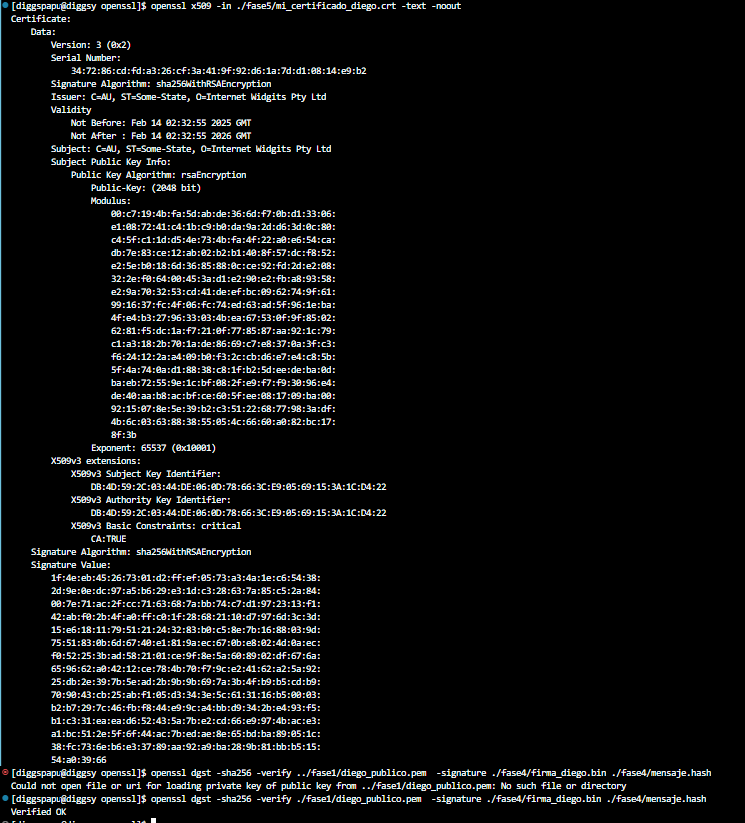 [diggspapu@diggsy openssl]$ openssl x509 -in ./fase5/mi_certificado_diego.crt -text -noout
Certificate:
Data:
Version: 3 (0x2)
Serial Number:
34:72:86:cd:fd:a3:26:cf:3a:41:9f:92:d6:1a:7d:d1:08:14:e9:b2
Signature Algorithm: sha256WithRSAEncryption
Issuer: C=AU, ST=Some-State, O=Internet Widgits Pty Ltd
Validity
Not Before: Feb 14 02:32:55 2025 GMT
Not After : Feb 14 02:32:55 2026 GMT
Subject: C=AU, ST=Some-State, O=Internet Widgits Pty Ltd
Subject Public Key Info:
Public Key Algorithm: rsaEncryption
Public-Key: (2048 bit)
Modulus:
00:c7:19:4b:fa:5d:ab:de:36:6d:f7:0b:d1:33:06:
e1:08:72:41:c4:1b:c9:b0:da:9a:2d:d6:3d:0c:80:
c4:5f:c1:1d:d5:4e:73:4b:fa:4f:22:a0:e6:54:ca:
db:7e:83:ce:12:ab:02:b2:b1:40:8f:57:dc:f8:52:
e2:5e:b0:18:6d:36:85:88:0c:ce:92:fd:2d:e2:08:
32:2e:f0:64:00:45:3a:d1:e2:90:e2:fb:a8:93:58:
e2:9a:70:32:53:cd:41:de:ef:bc:09:62:74:9f:61:
99:16:37:fc:4f:06:fc:74:ed:63:ad:5f:96:1e:ba:
4f:e4:b3:27:96:33:03:4b:ea:67:53:0f:9f:85:02:
62:81:f5:dc:1a:f7:21:0f:77:85:87:aa:92:1c:79:
c1:a3:18:2b:70:1a:de:86:69:c7:e8:37:0a:3f:c3:
f6:24:12:2a:a4:09:b0:f3:2c:cb:d6:e7:e4:c8:5b:
5f:4a:74:0a:d1:88:38:c8:1f:b2:5d:ee:de:ba:0d:
ba:eb:72:55:9e:1c:bf:08:2f:e9:f7:f9:30:96:e4:
de:40:aa:b8:ac:bf:ce:60:5f:ee:08:17:09:ba:00:
92:15:07:8e:5e:39:b2:c3:51:22:68:77:98:3a:df:
4b:6c:03:63:88:38:55:05:4c:66:60:a0:82:bc:17:
8f:3b
Exponent: 65537 (0x10001)
X509v3 extensions:
X509v3 Subject Key Identifier:
DB:4D:59:2C:03:44:DE:06:0D:78:66:3C:E9:05:69:15:3A:1C:D4:22
X509v3 Authority Key Identifier:
DB:4D:59:2C:03:44:DE:06:0D:78:66:3C:E9:05:69:15:3A:1C:D4:22
X509v3 Basic Constraints: critical
CA:TRUE
Signature Algorithm: sha256WithRSAEncryption
Signature Value:
1f:4e:eb:45:26:73:01:d2:ff:ef:05:73:a3:4a:1e:c6:54:38:
2d:9e:0e:dc:97:a5:b6:29:e3:1d:c3:28:63:7a:85:c5:2a:84:
00:7e:71:ac:2f:cc:71:63:68:7a:bb:74:c7:d1:97:23:13:f1:
42:ab:f0:2b:4f:a0:ff:c0:1f:28:68:21:10:d7:97:6d:3c:3d:
15:e6:18:11:79:51:21:24:32:83:b0:c5:8e:7b:16:88:03:9d:
75:51:83:0b:6d:67:40:e1:81:9a:ec:67:0b:e8:02:4d:0a:ec:
f0:52:25:3b:ad:58:21:01:ce:9f:8e:5a:60:89:02:df:67:6a:
65:96:62:a0:42:12:ce:78:4b:70:f7:9c:e2:41:62:a2:5a:92:
25:db:2e:39:7b:5e:ad:2b:9b:9b:69:7a:3b:4f:b9:b5:cd:b9:
70:90:43:cb:25:ab:f1:05:d3:34:3e:5c:61:31:16:b5:00:03:
b2:b7:29:7c:46:fb:f8:44:e9:9c:a4:bb:d9:34:2b:e4:93:f5:
b1:c3:31:ea:ea:d6:52:43:5a:7b:e2:cd:66:e9:97:4b:ac:e3:
a1:bc:51:2e:5f:6f:44:ac:7b:ed:ae:8e:65:bd:ba:89:05:1c:
38:fc:73:6e:b6:e3:37:89:aa:92:a9:ba:28:9b:81:bb:b5:15:
54:a0:39:66
[diggspapu@diggsy openssl]$ openssl dgst -sha256 -verify ../fase1/diego_publico.pem  -signature ./fase4/firma_diego.bin ./fase4/mensaje.hash
Could not open file or uri for loading private key of public key from ../fase1/diego_publico.pem: No such file or directory
[diggspapu@diggsy openssl]$ openssl dgst -sha256 -verify ./fase1/diego_publico.pem  -signature ./fase4/firma_diego.bin ./fase4/mensaje.hash
Verified OK
[diggspapu@diggsy openssl]$